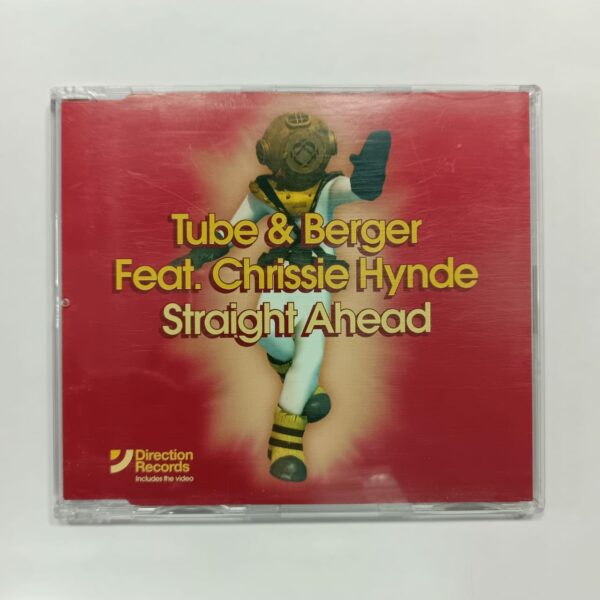 Tube & Berger
Feat. Chrissie Hynde
Straight Ahead
Direction
Records
Includes the video